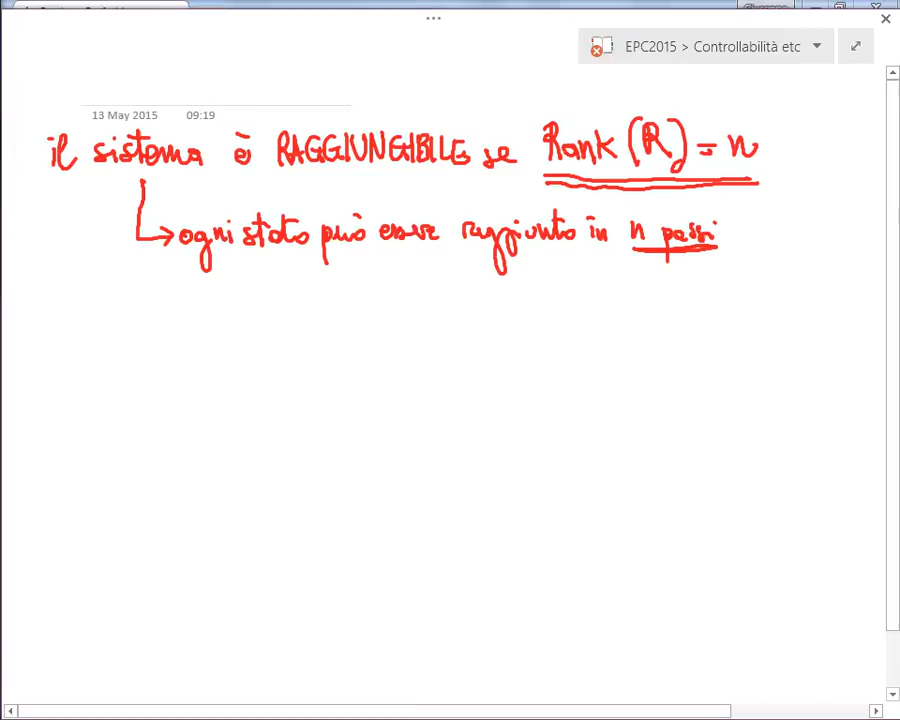 EPC2015 > Controllabilità etc
13 May 2015 09:19
il sistema è RAGGIUNGIBILE se Rank (R) = n
ogni stato può essere raggiunto in n passi